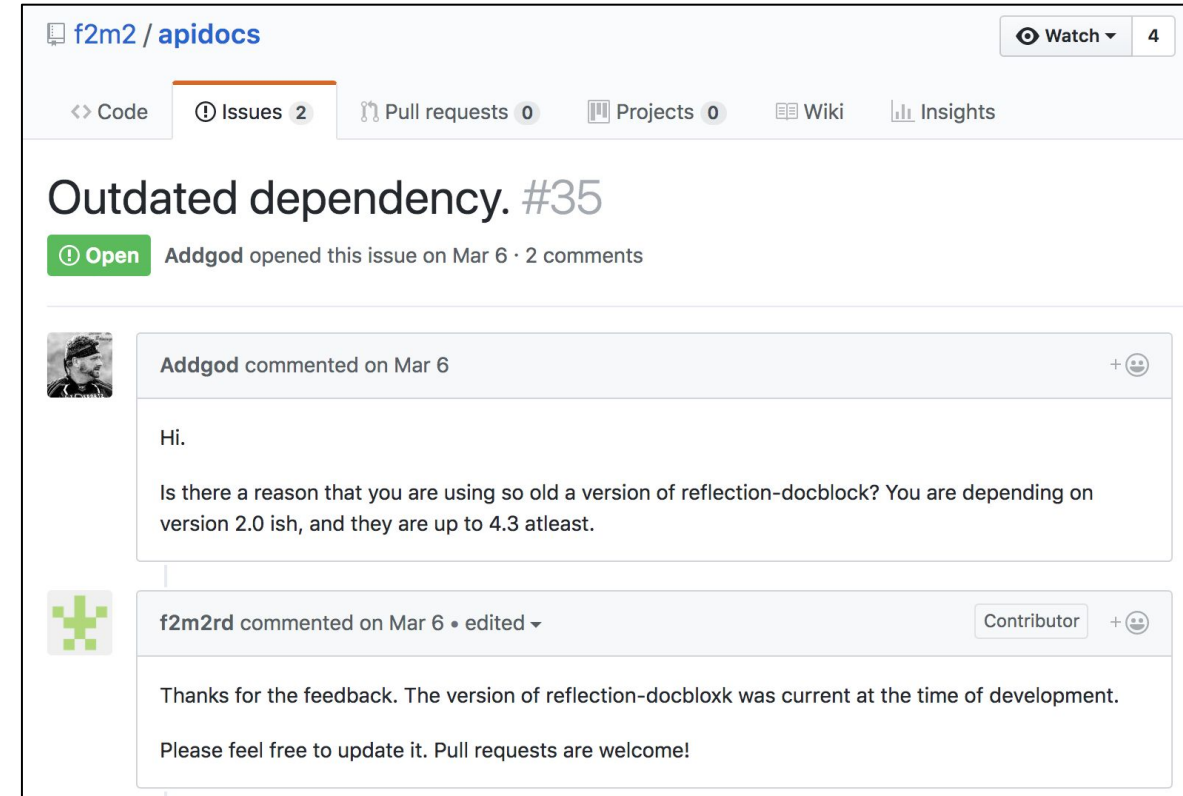 f2m2 / apidocs
Watch 4
Code Issues 2 Pull requests 0 Projects 0 Wiki Insights
Outdated dependency. #35
Open Addgod opened this issue on Mar 6 · 2 comments
Addgod commented on Mar 6
Hi.
Is there a reason that you are using so old a version of reflection-docblock? You are depending on
version 2.0 ish, and they are up to 4.3 atleast.
f2m2rd commented on Mar 6 • edited
Contributor
Thanks for the feedback. The version of reflection-docbloxk was current at the time of development.
Please feel free to update it. Pull requests are welcome!